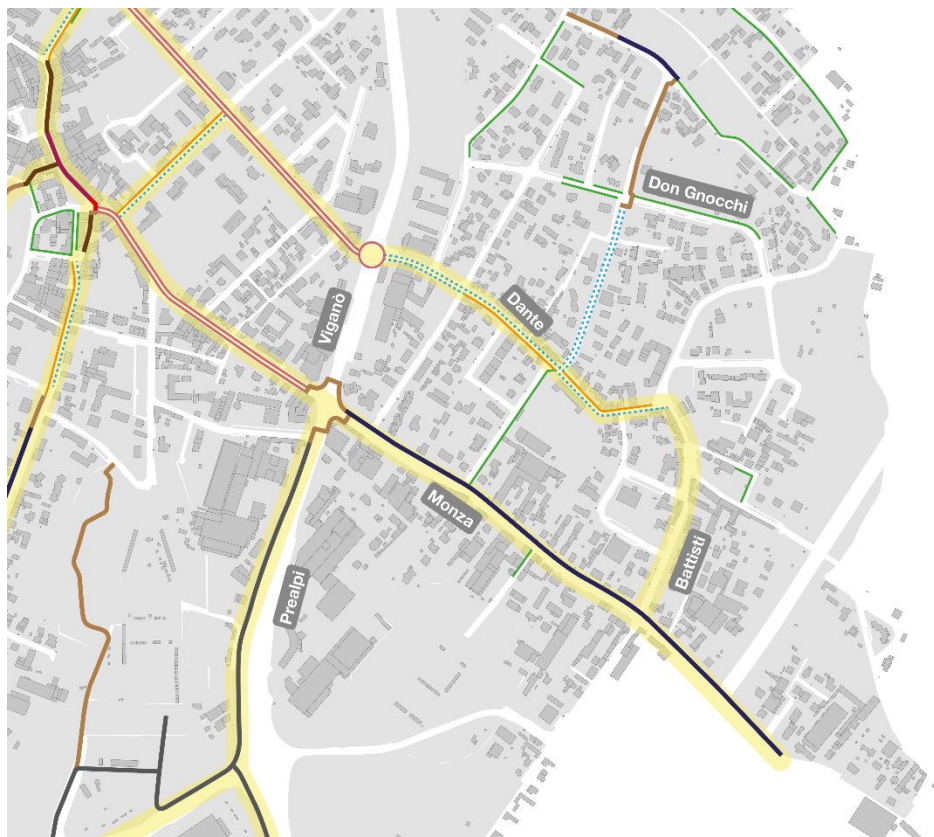 Don Gnocchi
Viganò
Dante
Monza
Battisti
Prealpi